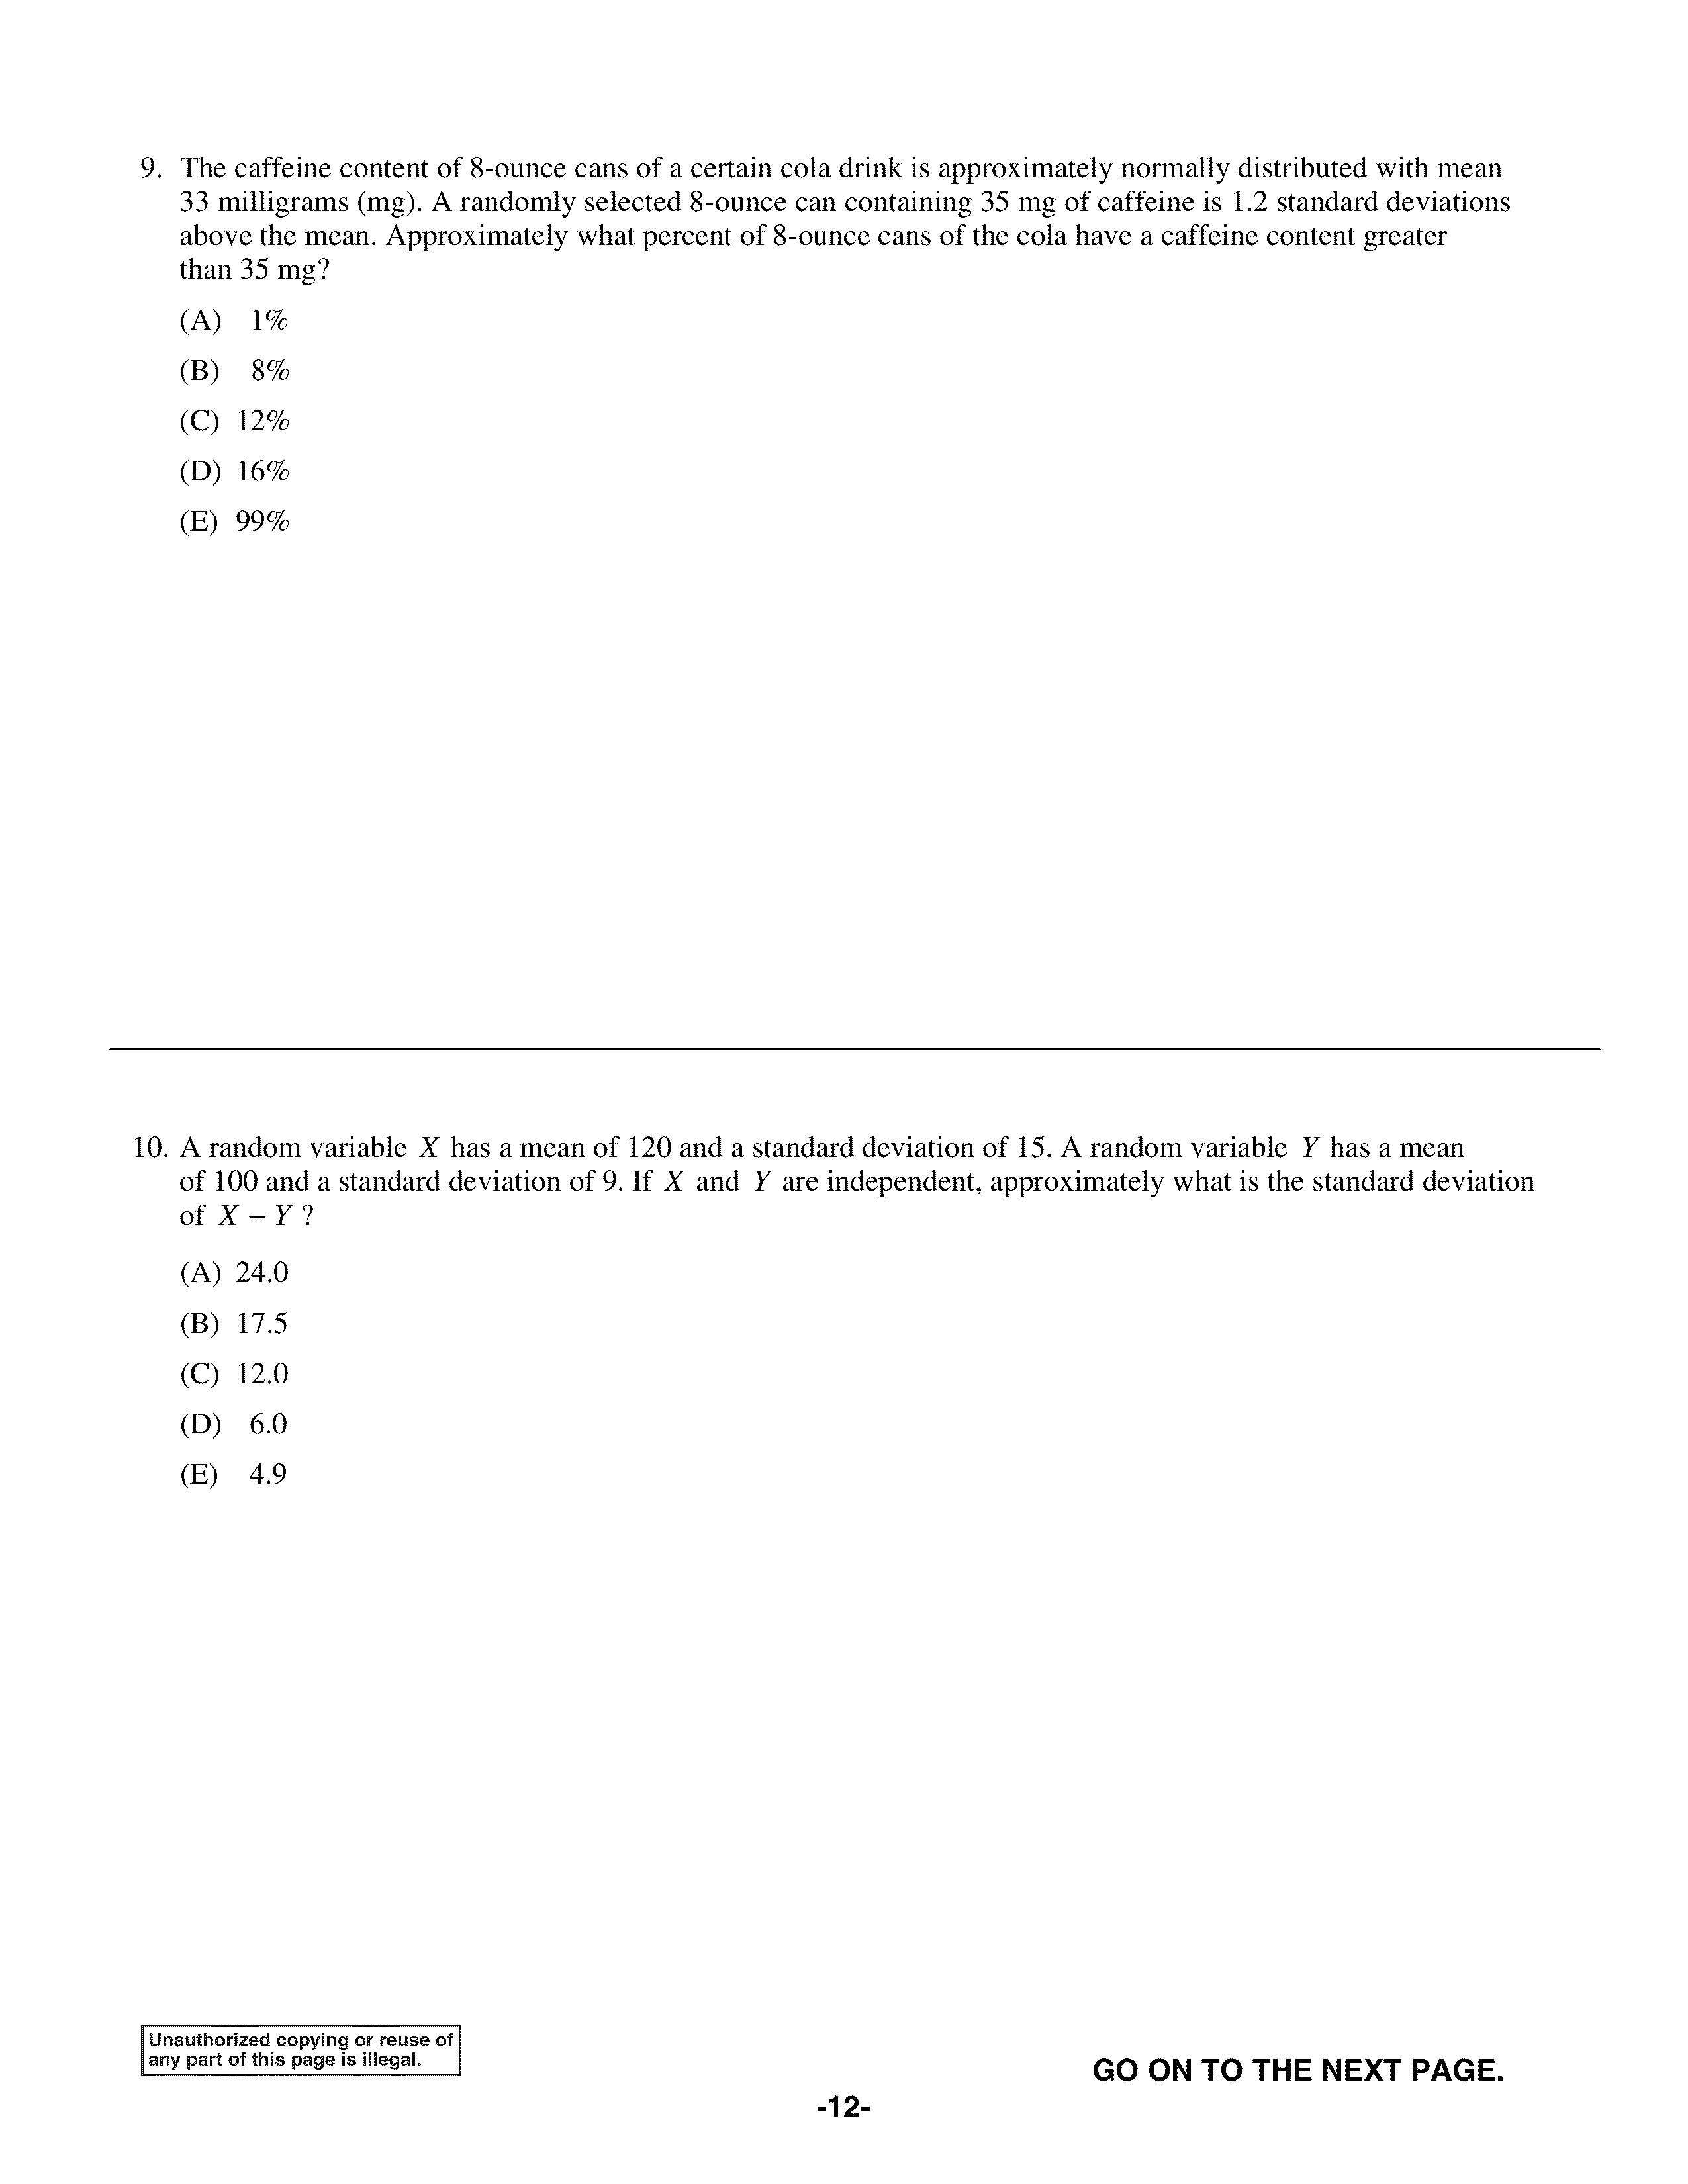 9. The caffeine content of 8-ounce cans of a certain cola drink is approximately normally distributed with mean
33 milligrams (mg). A randomly selected 8-ounce can containing 35 mg of caffeine is 1.2 standard deviations
above the mean. Approximately what percent of 8-ounce cans of the cola have a caffeine content greater
than 35 mg?
(A) 1%
(B) 8%
(C) 12%
(D) 16%
(E) 99%
10. A random variable X has a mean of 120 and a standard deviation of 15. A random variable Y has a mean
of 100 and a standard deviation of 9. If X and Y are independent, approximately what is the standard deviation
of X – Y ?
(A) 24.0
(B) 17.5
(C) 12.0
(D) 6.0
(E) 4.9
Unauthorized copying or reuse of
any part of this page is illegal.
GO ON TO THE NEXT PAGE.
-12-